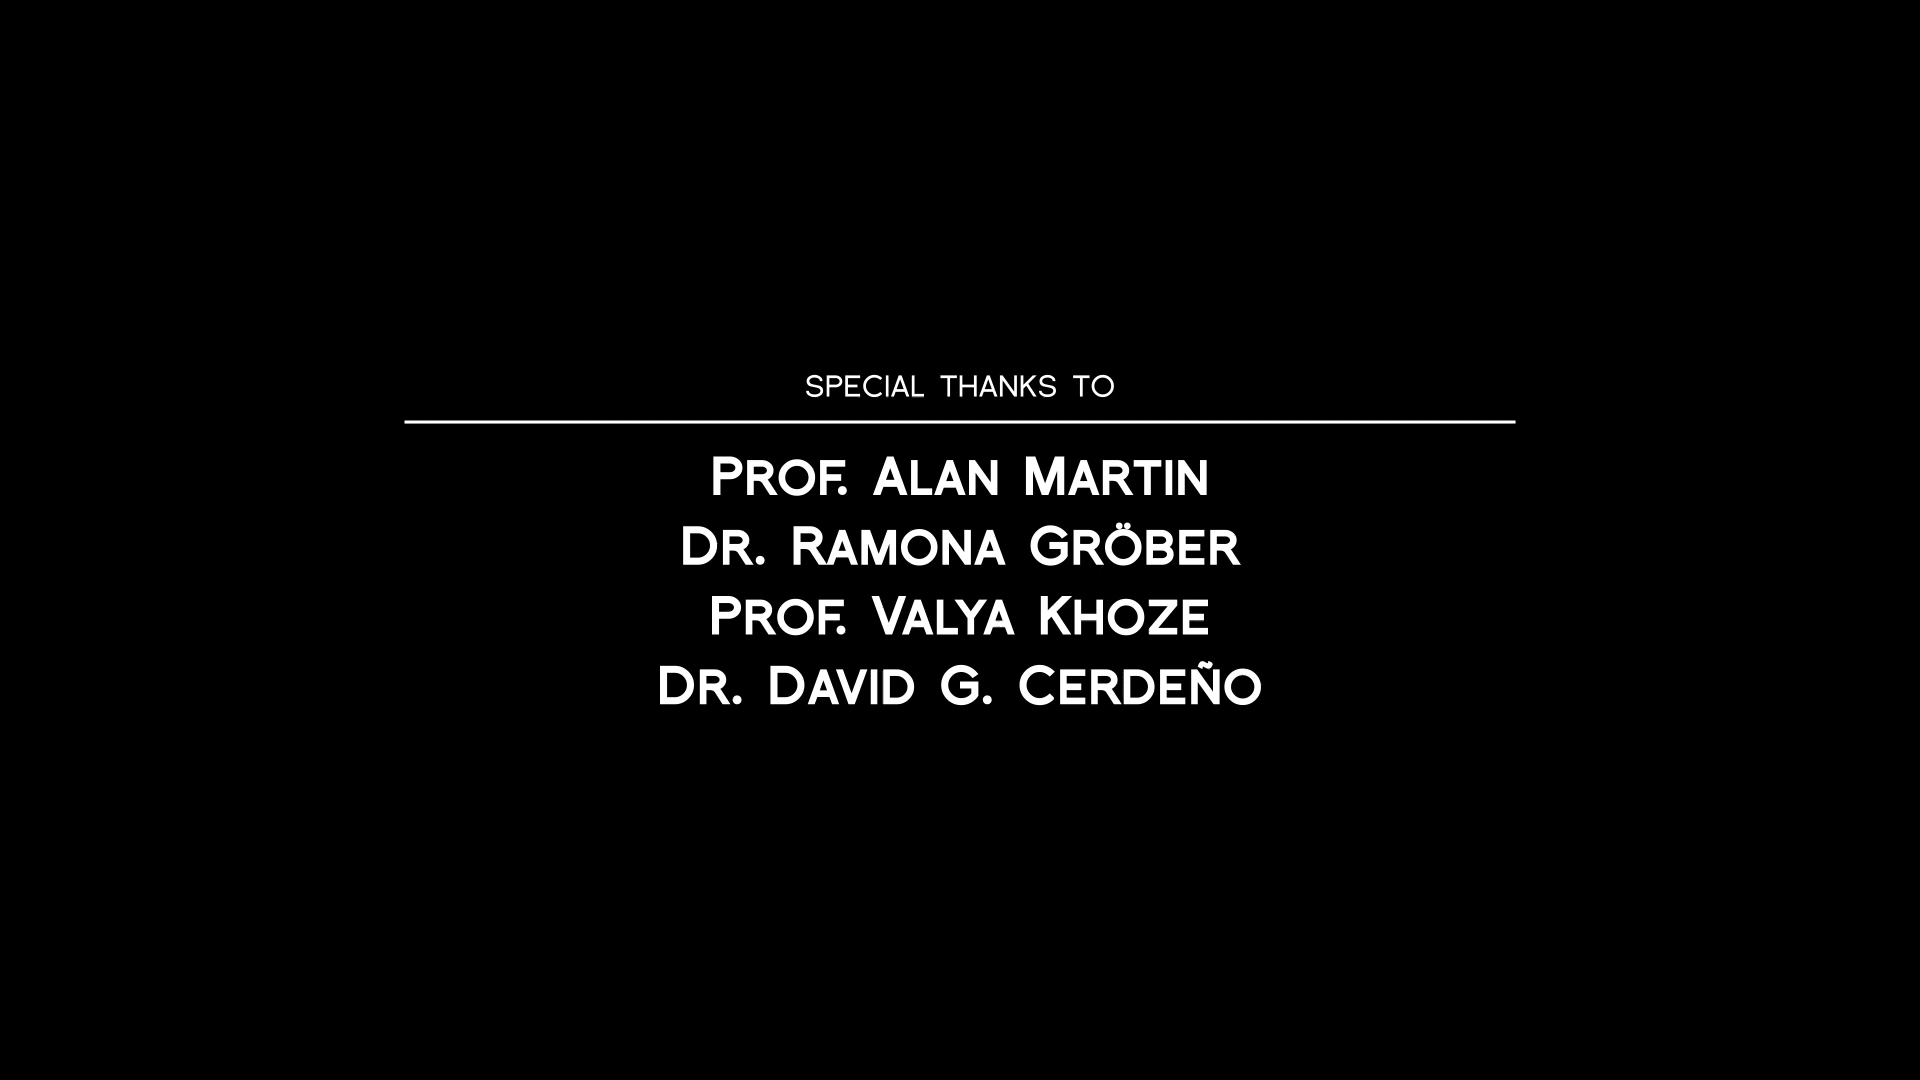 SPECIAL THANKS TO
Prof. Alan Martin
Dr. Ramona Gröber
Prof. Valya Khoze
Dr. David G. Cerdeño